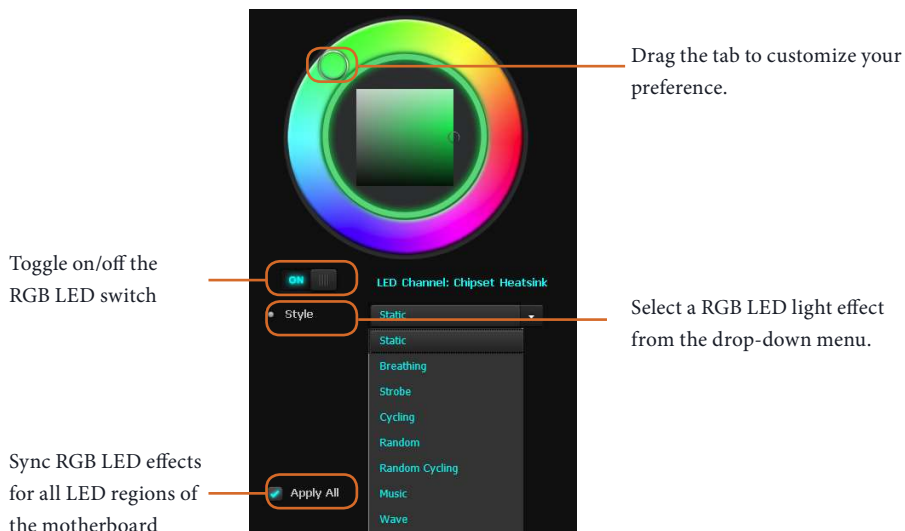 Drag the tab to customize your
preference.
Toggle on/off the
RGB LED switch
ON
LED Channel: Chipset Heatsink
Style
Static
Select a RGB LED light effect
from the drop-down menu.
Static
Breathing
Strobe
Cycling
Random
Random Cycling
Music
Wave
Sync RGB LED effects
for all LED regions of
the motherboard
Apply All